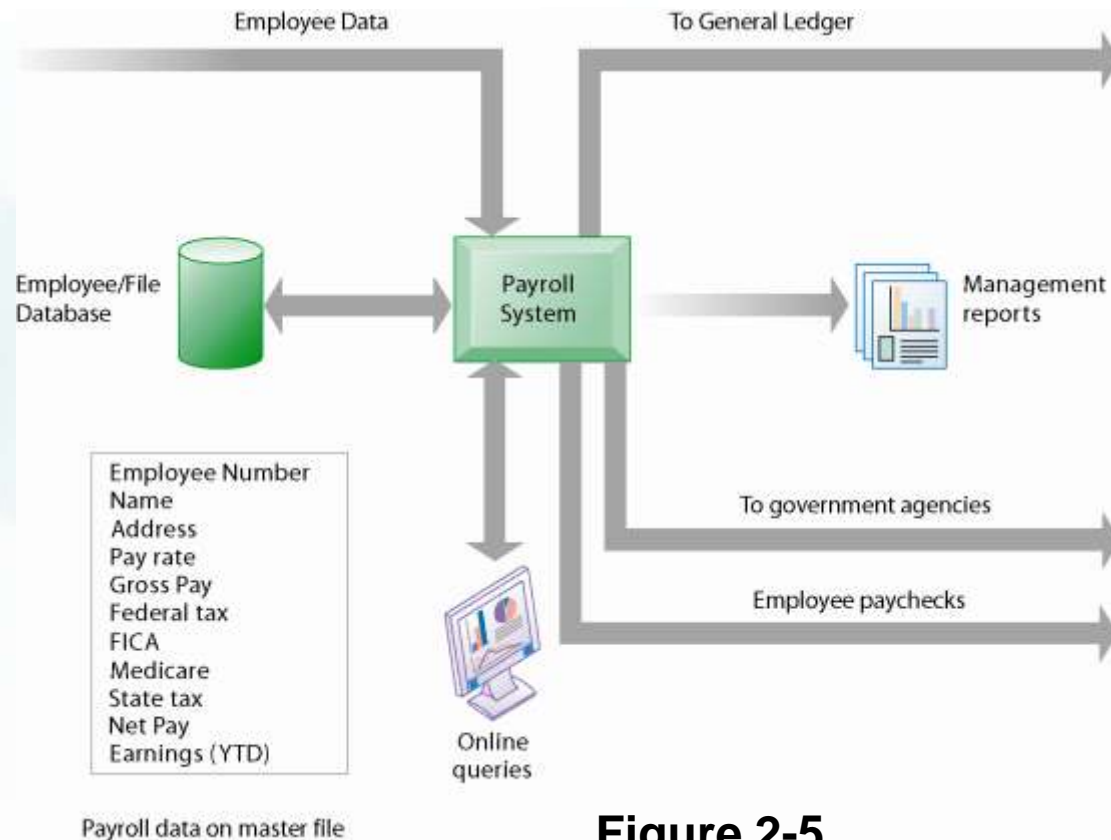 Employee Data
To General Ledger
Employee/File
Database
Payroll
System
Management
reports
Employee Number
Name
Address
Pay rate
Gross Pay
Federal tax
FICA
Medicare
State tax
Net Pay
Earnings (YTD)
To government agencies
Employee paychecks
Online
queries
Payroll data on master file
Figure 2-5